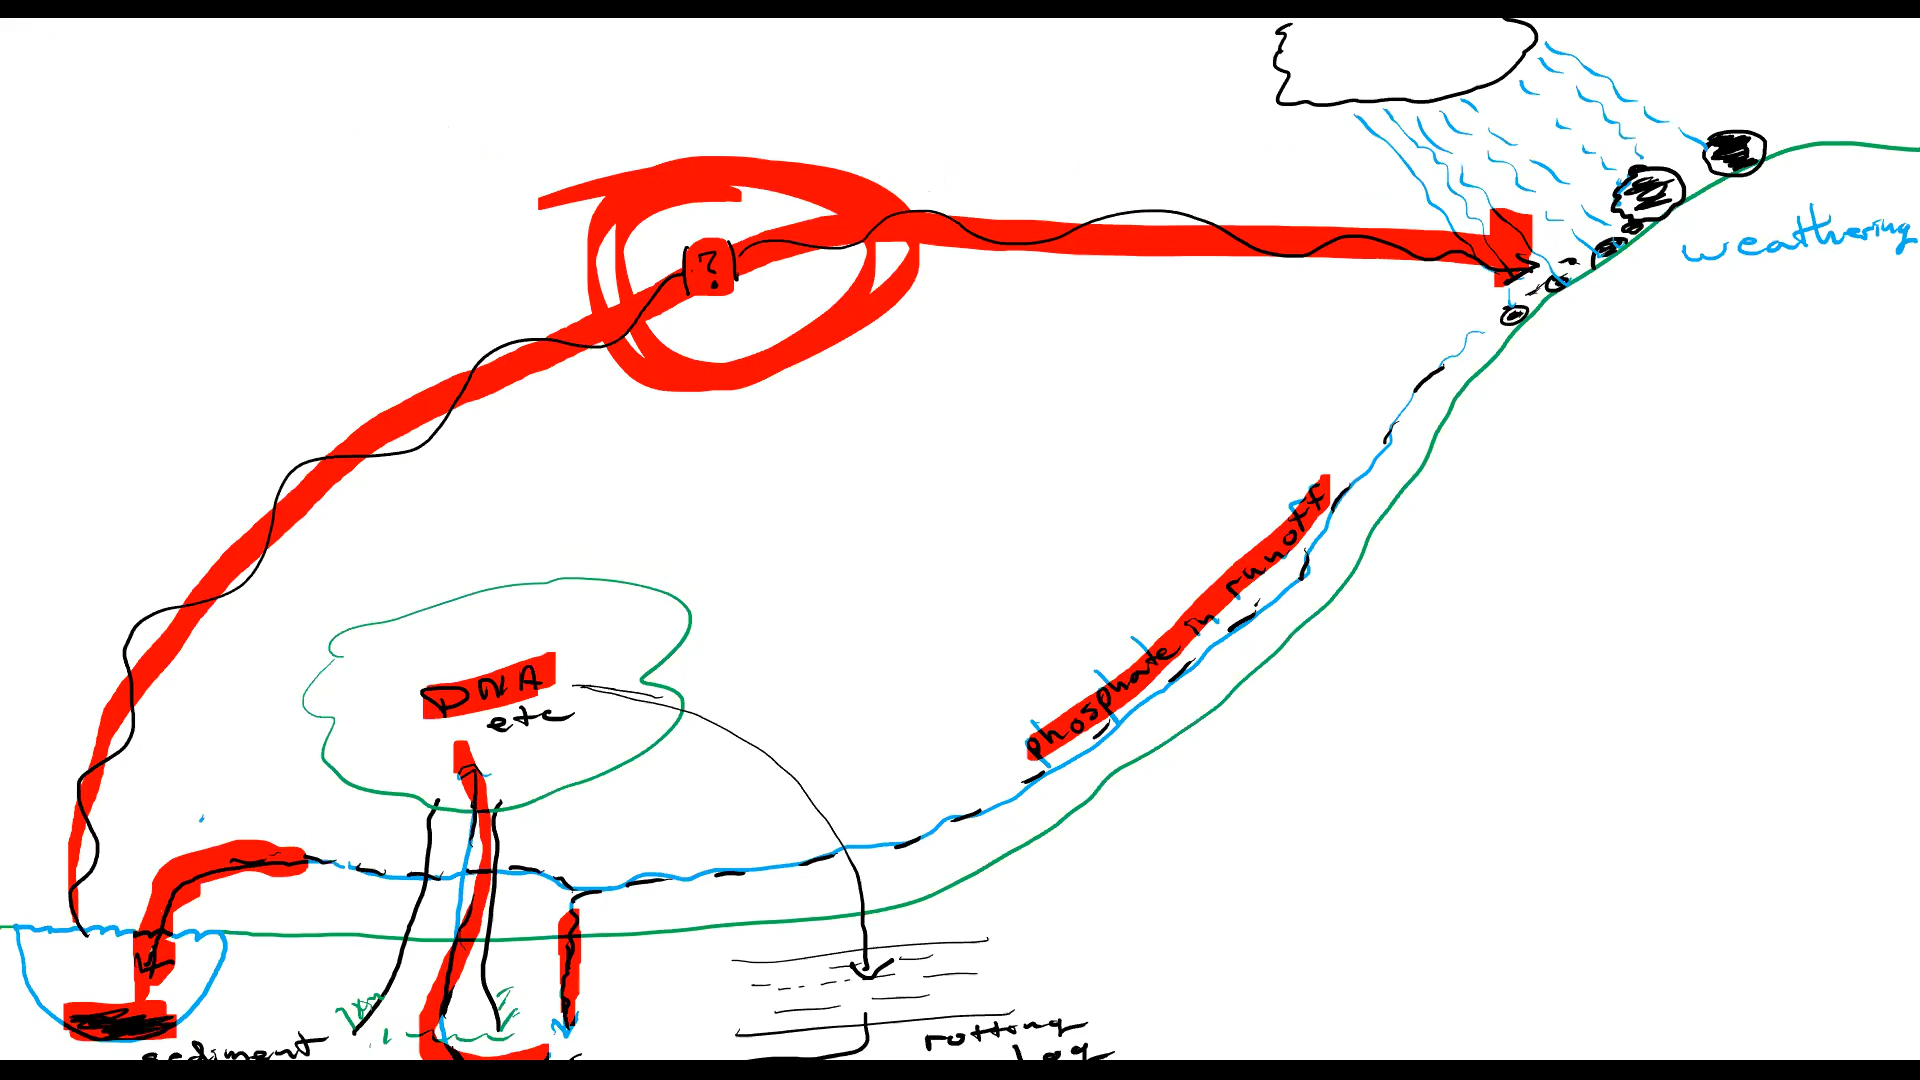 ?
weathering
phosphate in runoff
DNA
etc
rotting
log
sediment